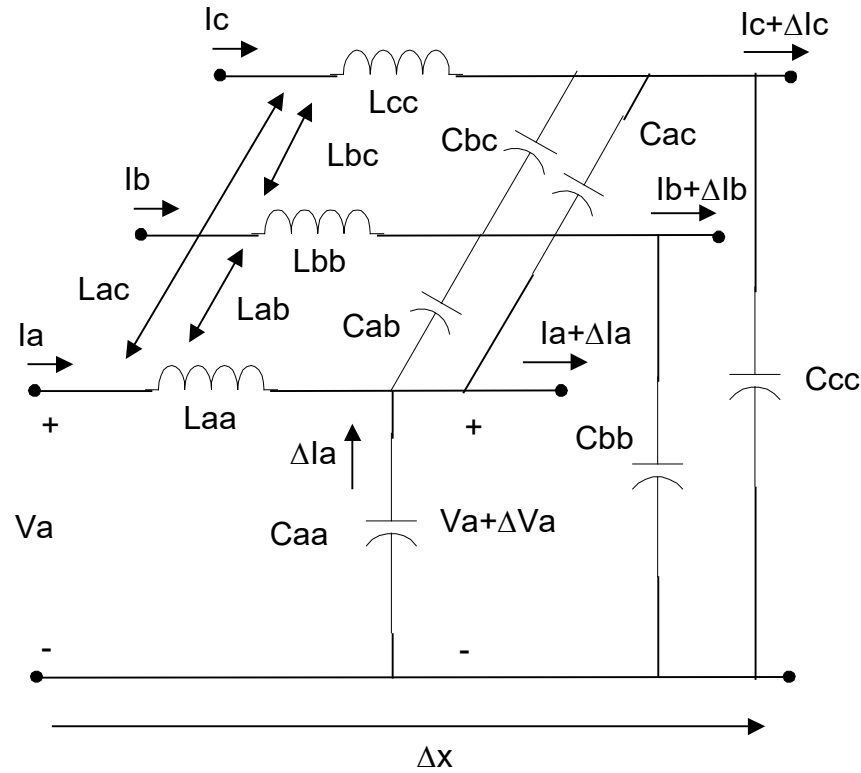 Ic
Ic+ΔIc
Lcc
Cbc
Cac
Lbc
Ib
Ib+ΔIb
Lbb
Lac
Lab
Cab
Ia
Ia+ΔIa
Ccc
Laa
+
+
Cbb
ΔIa
Va
Caa
Va+ΔVa
-
-
Δx